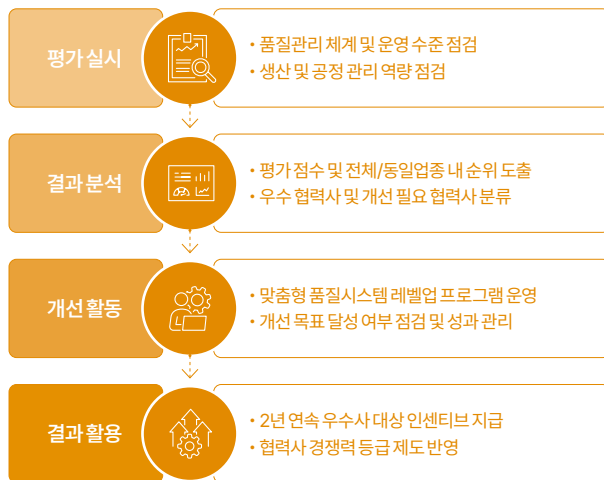 평가 실시
• 품질관리 체계 및 운영 수준 점검
• 생산 및 공정 관리 역량 점검
결과 분석
• 평가 점수 및 전체/동일업종 내 순위 도출
• 우수 협력사 및 개선 필요 협력사 분류
개선 활동
• 맞춤형 품질시스템 레벨업 프로그램 운영
• 개선 목표 달성 여부 점검 및 성과 관리
결과 활용
• 2년 연속 우수사 대상 인센티브 지급
• 협력사 경쟁력 등급 제도 반영